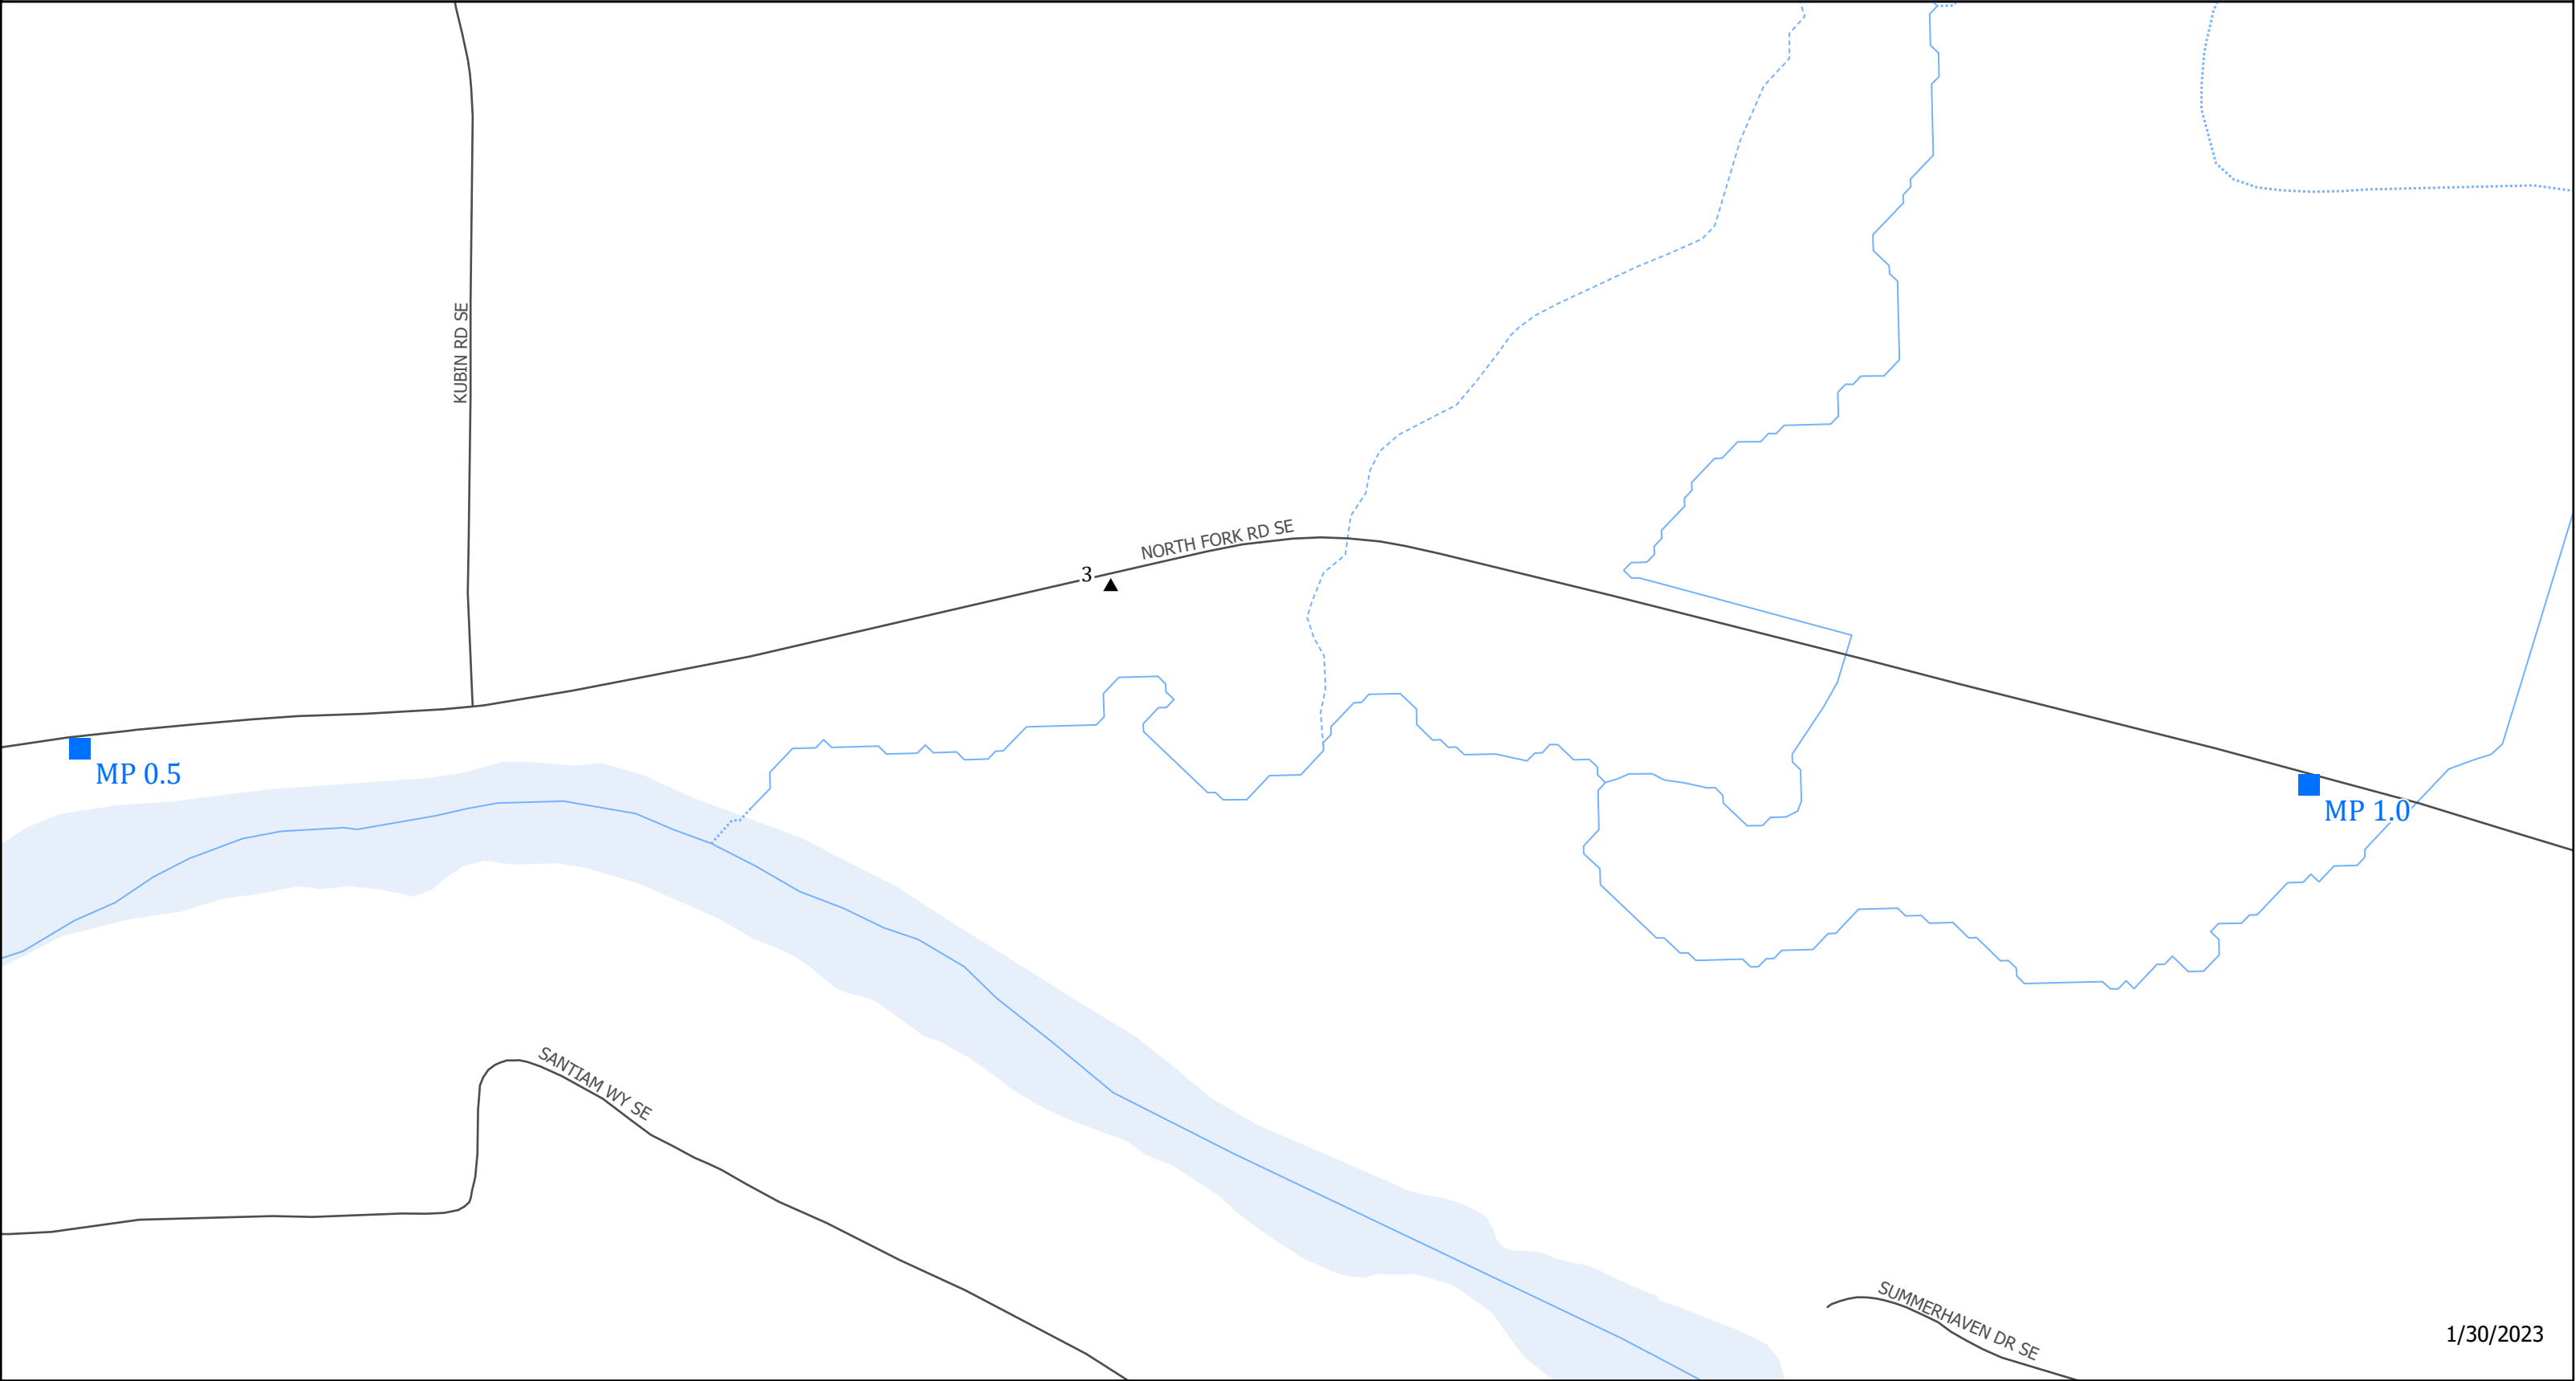 KUBIN RD SE
NORTH FORK RD SE
3
MP 0.5
MP 1.0
SANTIAM WY SE
SUMMERHAVEN DR SE
1/30/2023